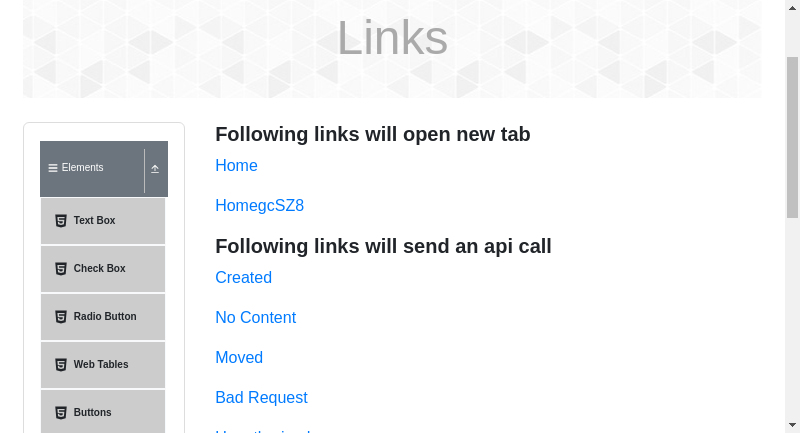 Links
Elements
Text Box
Check Box
Radio Button
Web Tables
Buttons
Following links will open new tab
Home
HomegcSZ8
Following links will send an api call
Created
No Content
Moved
Bad Request